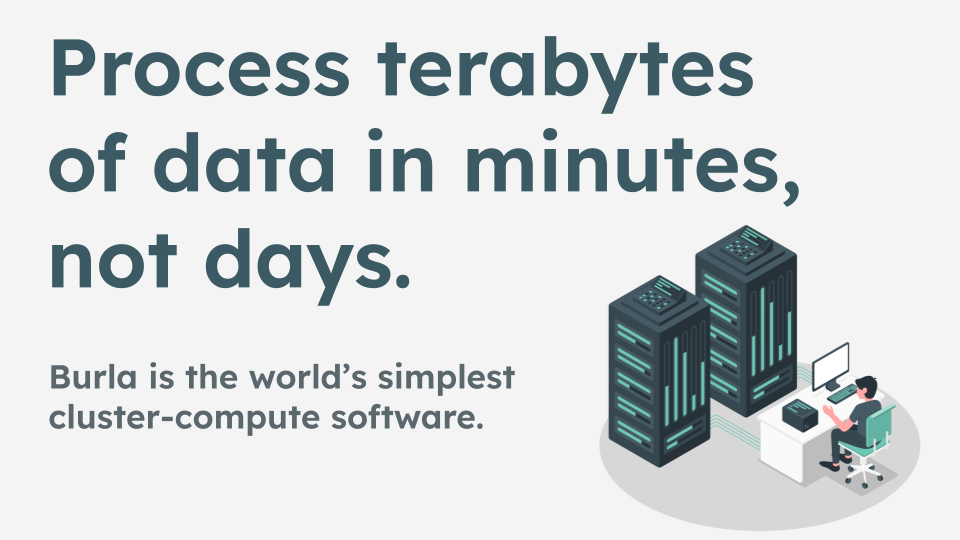 Process terabytes
of data in minutes,
not days.
Burla is the world’s simplest
cluster-compute software.